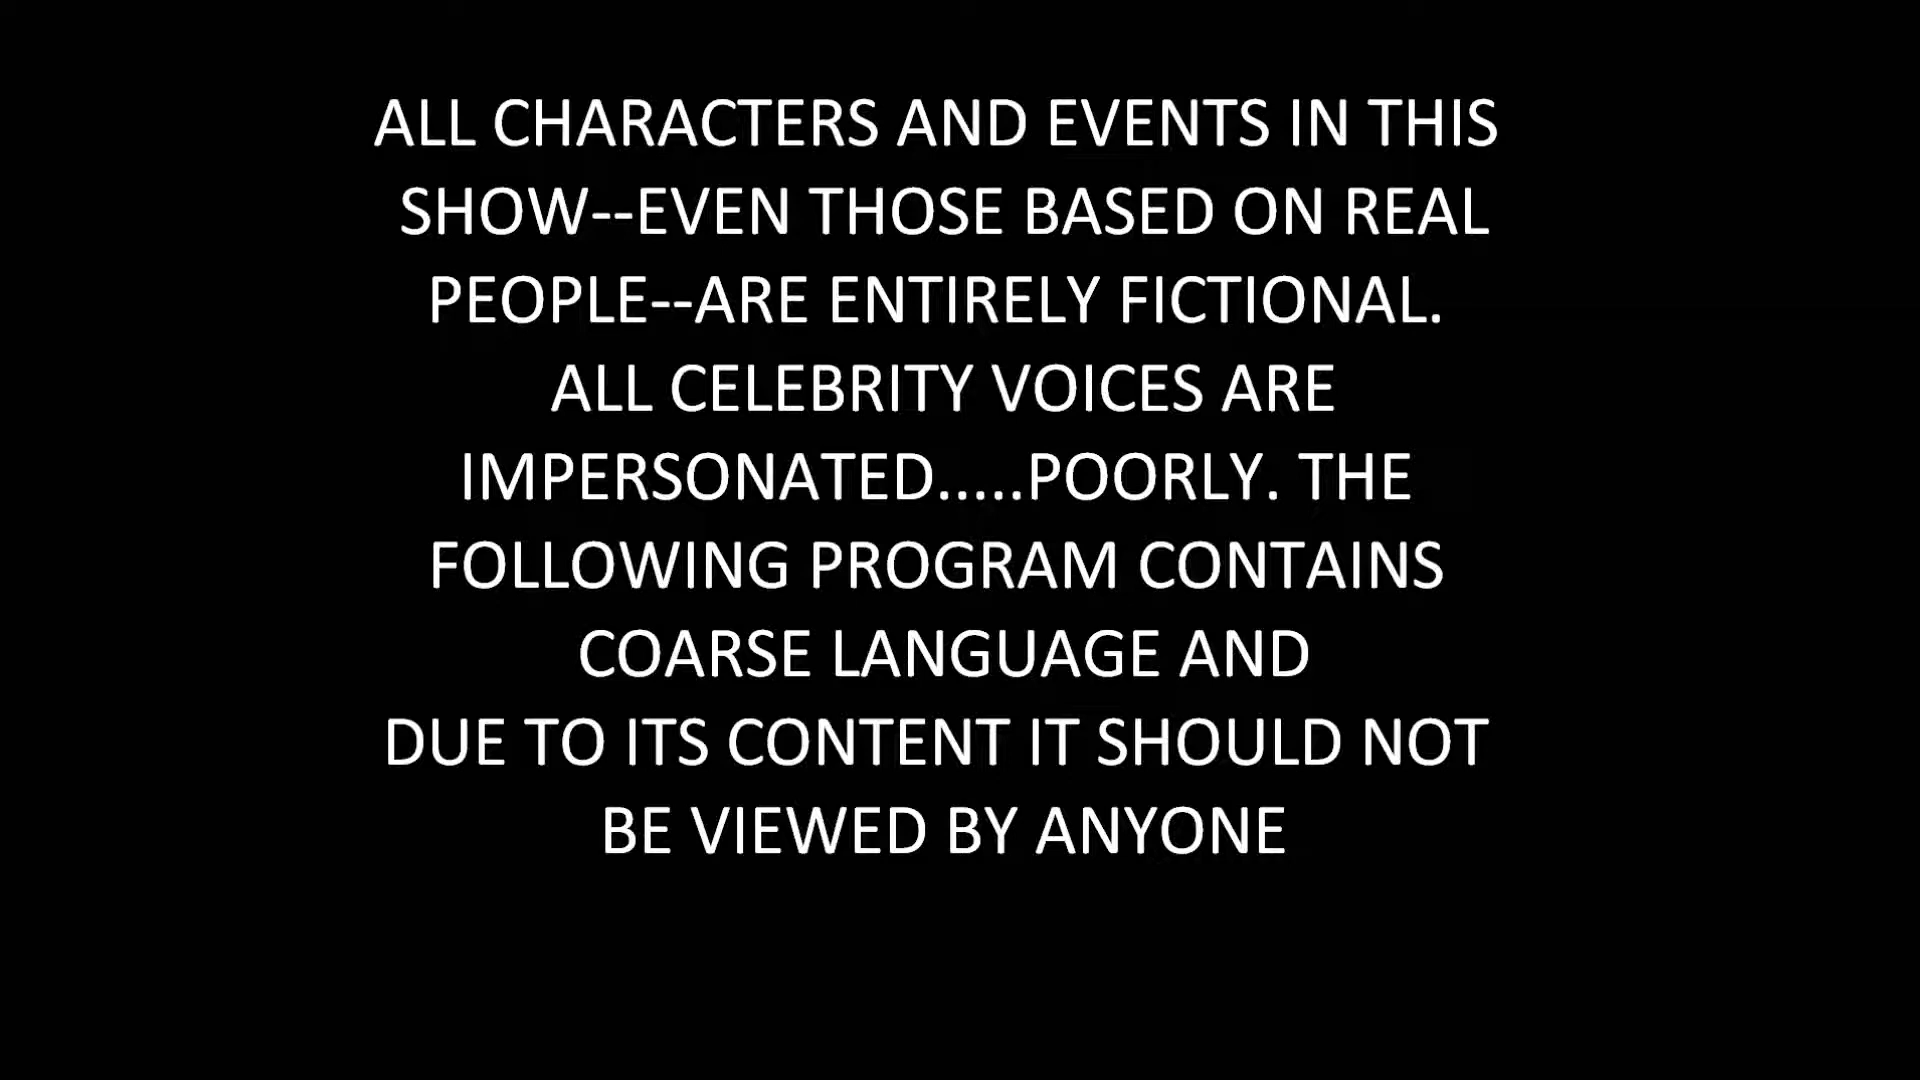 ALL CHARACTERS AND EVENTS IN THIS
SHOW--EVEN THOSE BASED ON REAL
PEOPLE--ARE ENTIRELY FICTIONAL.
ALL CELEBRITY VOICES ARE
IMPERSONATED.....POORLY. THE
FOLLOWING PROGRAM CONTAINS
COARSE LANGUAGE AND
DUE TO ITS CONTENT IT SHOULD NOT
BE VIEWED BY ANYONE